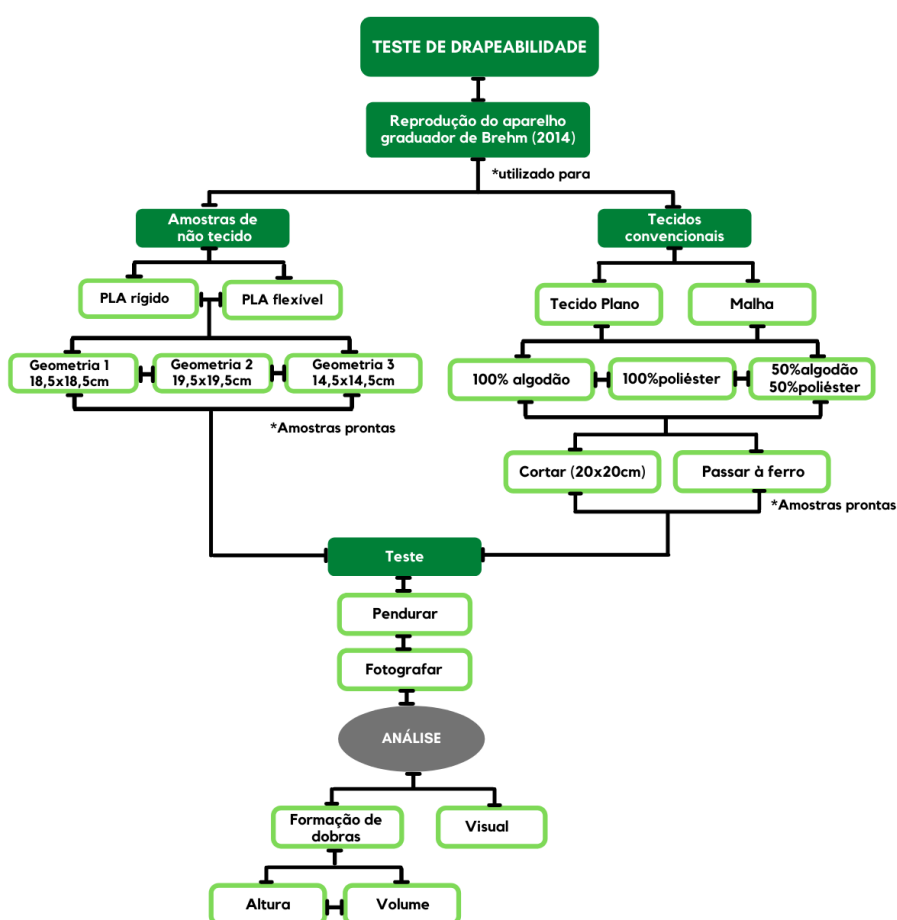 TESTE DE DRAPEABILIDADE
Reprodução do aparelho
graduador de Brehm (2014)
*utilizado para
Amostras de
não tecido
Tecidos
convencionais
PLA rígido
PLA flexível
Tecido Plano
Malha
Geometria 1
18,5x18,5cm
Geometria 2
19,5x19,5cm
Geometria 3
14,5x14,5cm
100% algodão
100%poliéster
50%algodão
50%poliéster
*Amostras prontas
Cortar (20x20cm)
Passar à ferro
*Amostras prontas
Teste
Pendurar
Fotografar
ANÁLISE
Formação de
dobras
Visual
Altura
Volume